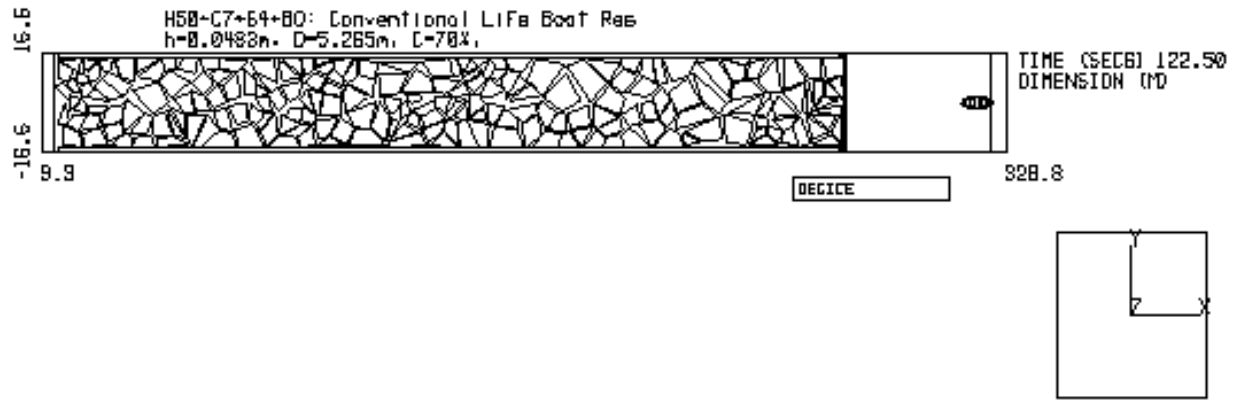 H50-C7+64+BO: Conventional Life Boat Res
h=0.0483m. D=5.265m, C=70%,
16.6
-16.6
9.9
328.8
TIME (SECS) 122.50
DIMENSION (M)
DECICE
Y
Z
X